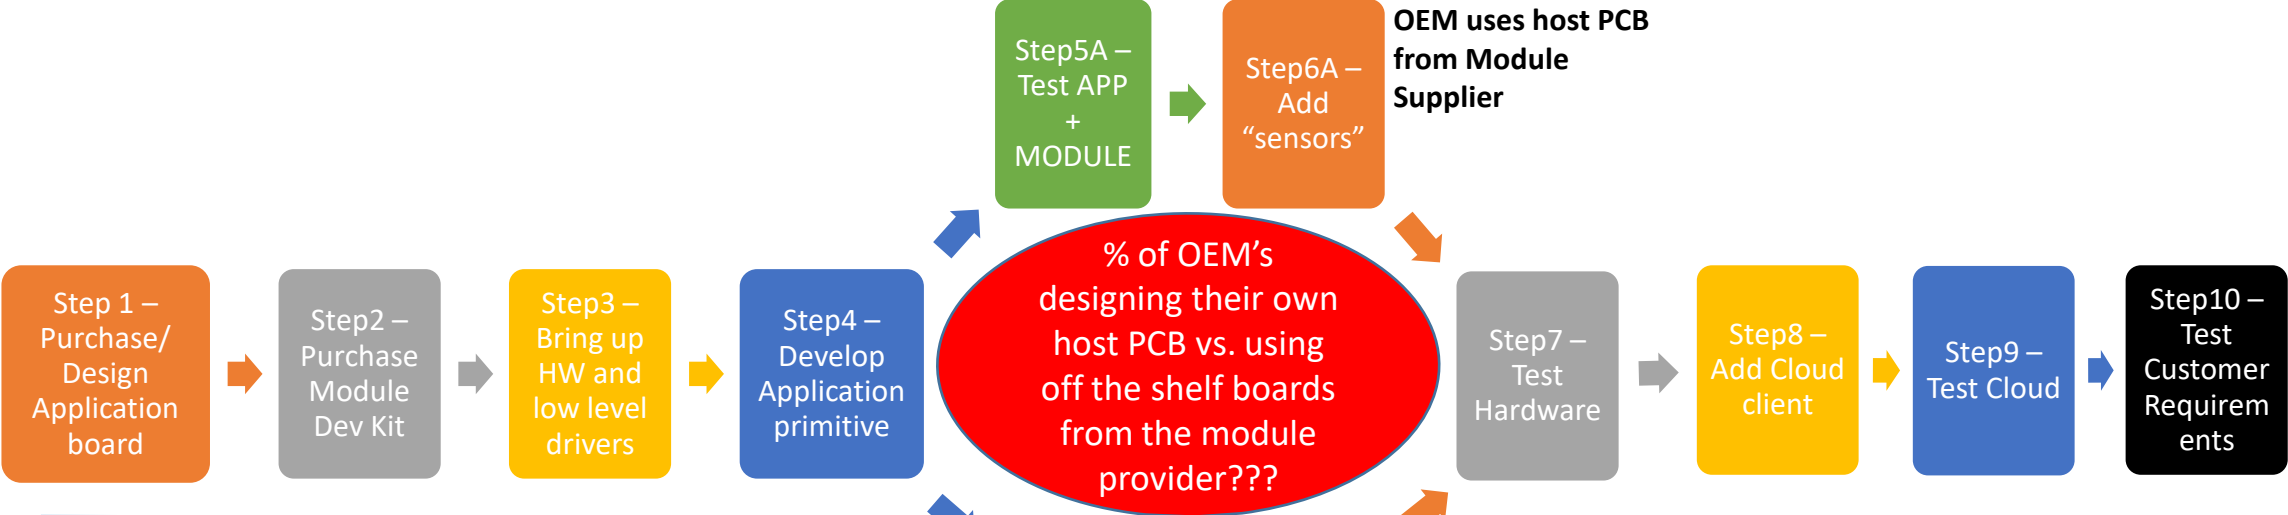 Step5A –
Test APP
+
MODULE
Step6A –
Add
“sensors”
OEM uses host PCB
from Module
Supplier
Step 1 –
Purchase/
Design
Application
board
Step2 –
Purchase
Module
Dev Kit
Step3 –
Bring up
HW and
low level
drivers
Step4 –
Develop
Application
primitive
% of OEM’s
designing their own
host PCB vs. using
off the shelf boards
from the module
provider???
Step7 –
Test
Hardware
Step8 –
Add Cloud
client
Step9 –
Test Cloud
Step10 –
Test
Customer
Requirem
ents